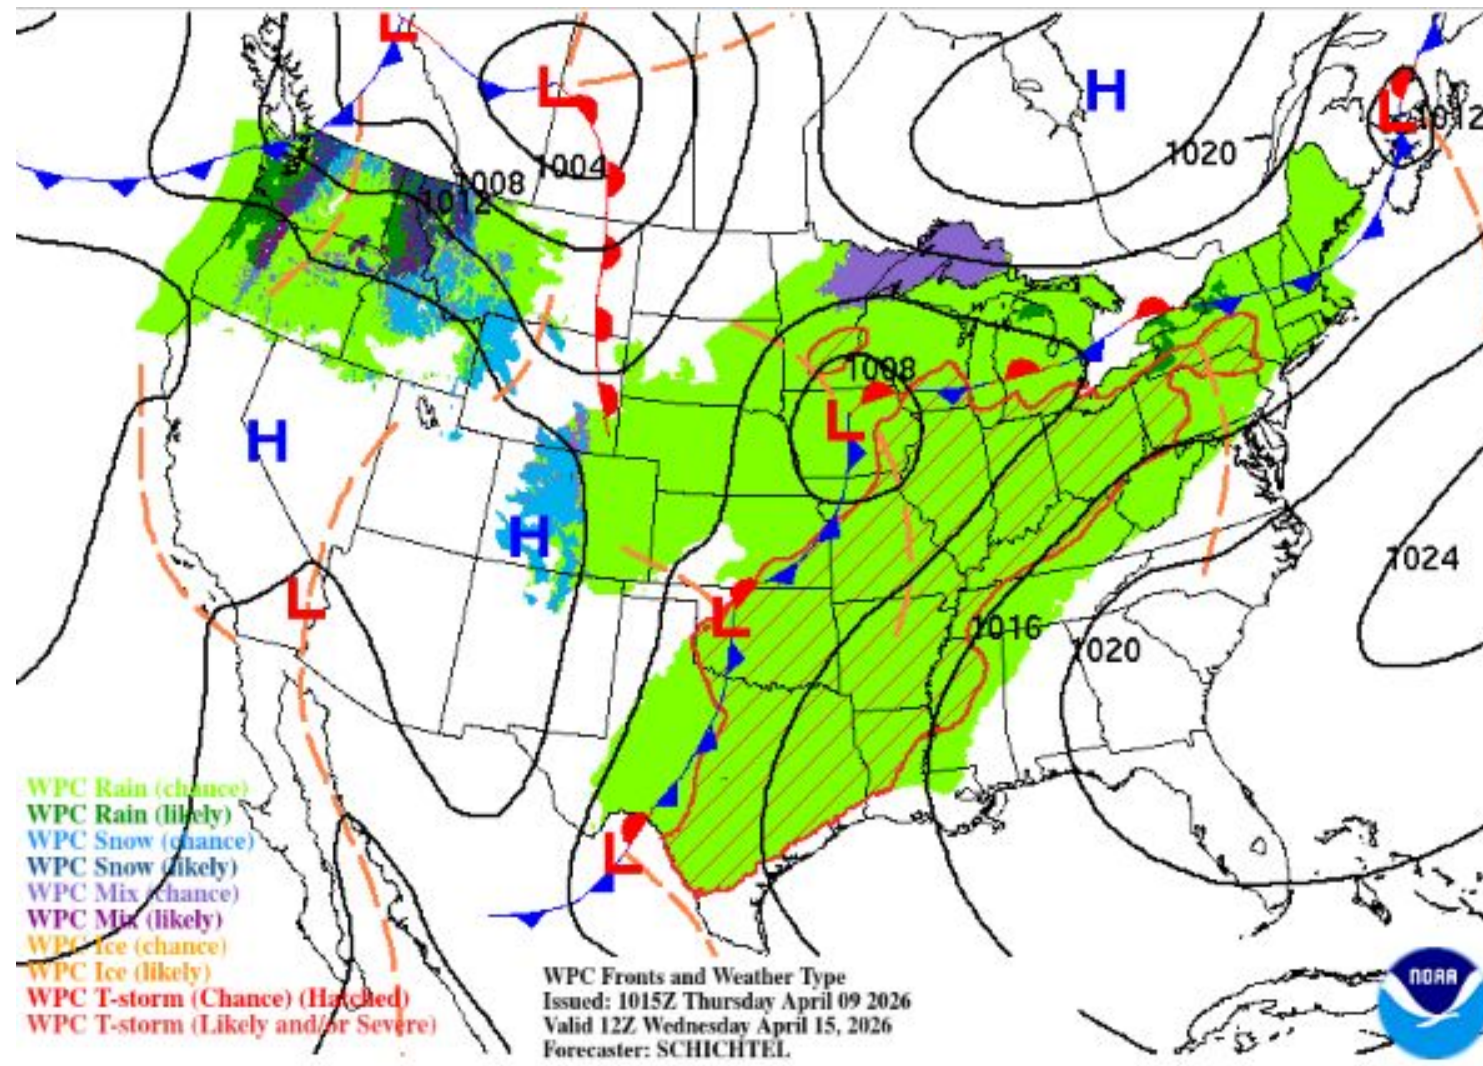 L
L
H
L
1012
1020
1004
1008
1012
1008
L
H
H
1024
L
L
1016
1020
WPC Rain (chance)
WPC Rain (likely)
WPC Snow (chance)
WPC Snow (likely)
WPC Mix (chance)
WPC Mix (likely)
WPC Ice (chance)
WPC Ice (likely)
WPC T-storm (Chance) (Hatched)
WPC T-storm (Likely and/or Severe)
L
WPC Fronts and Weather Type
Issued: 1015Z Thursday April 09 2026
Valid 12Z Wednesday April 15, 2026
Forecaster: SCHICHTEL
NOAA